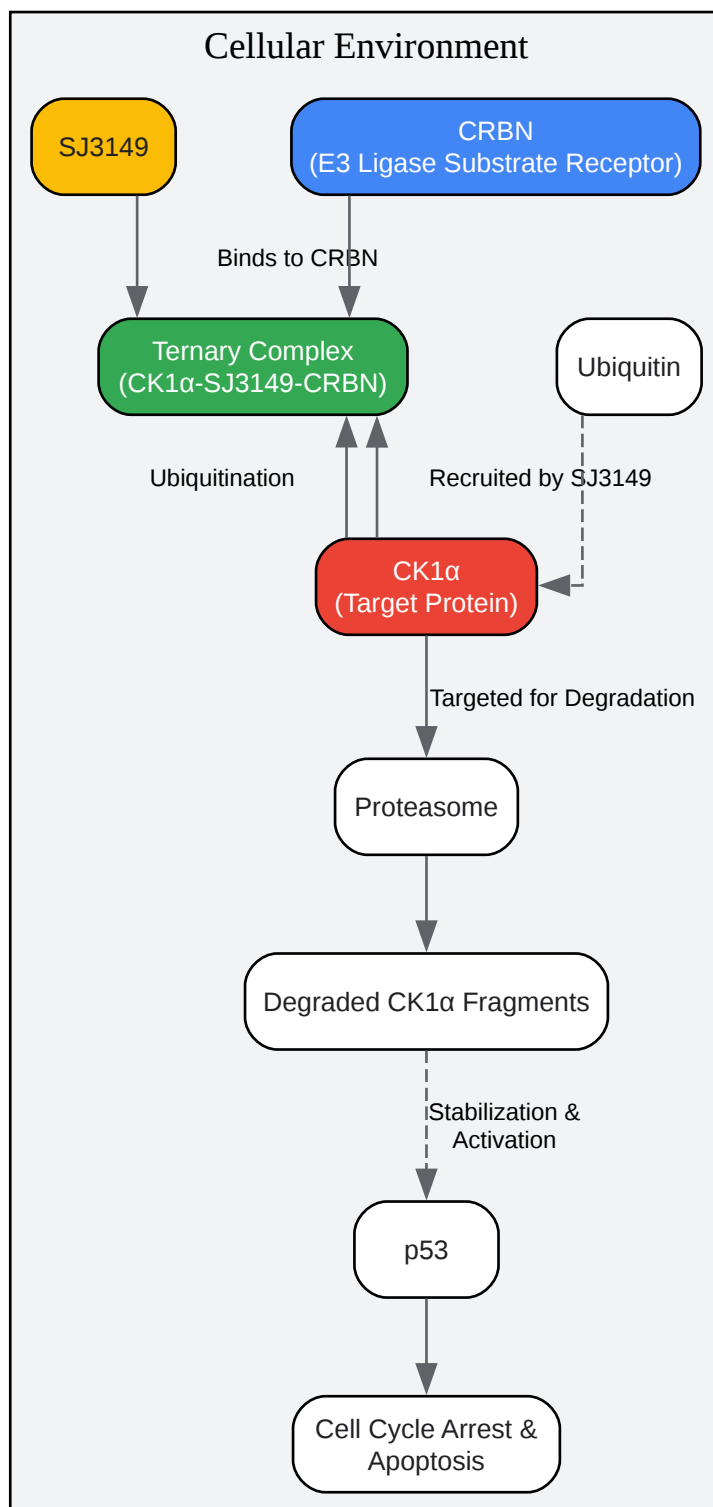 Cellular Environment
SJ3149
CRBN
(E3 Ligase Substrate Receptor)
Binds to CRBN
Ternary Complex
(CK1α-SJ3149-CRBN)
Ubiquitin
Ubiquitination
Recruited by SJ3149
CK1α
(Target Protein)
Targeted for Degradation
Proteasome
Degraded CK1α Fragments
Stabilization &
Activation
p53
Cell Cycle Arrest &
Apoptosis